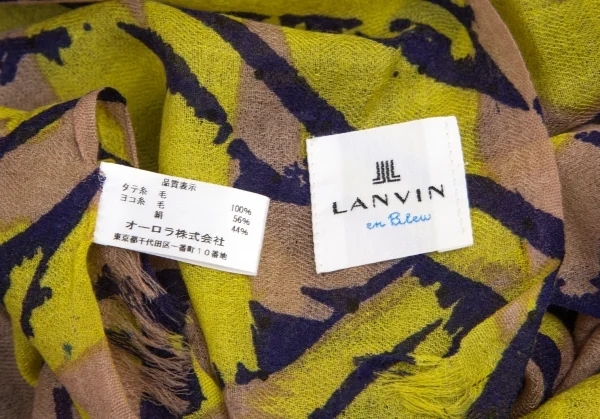 品質表示
タテ糸 毛 100%
ヨコ糸 毛 56%
絹 44%
オーロラ株式会社
東京都千代田区一番町10番地
LANVIN
en Bleu